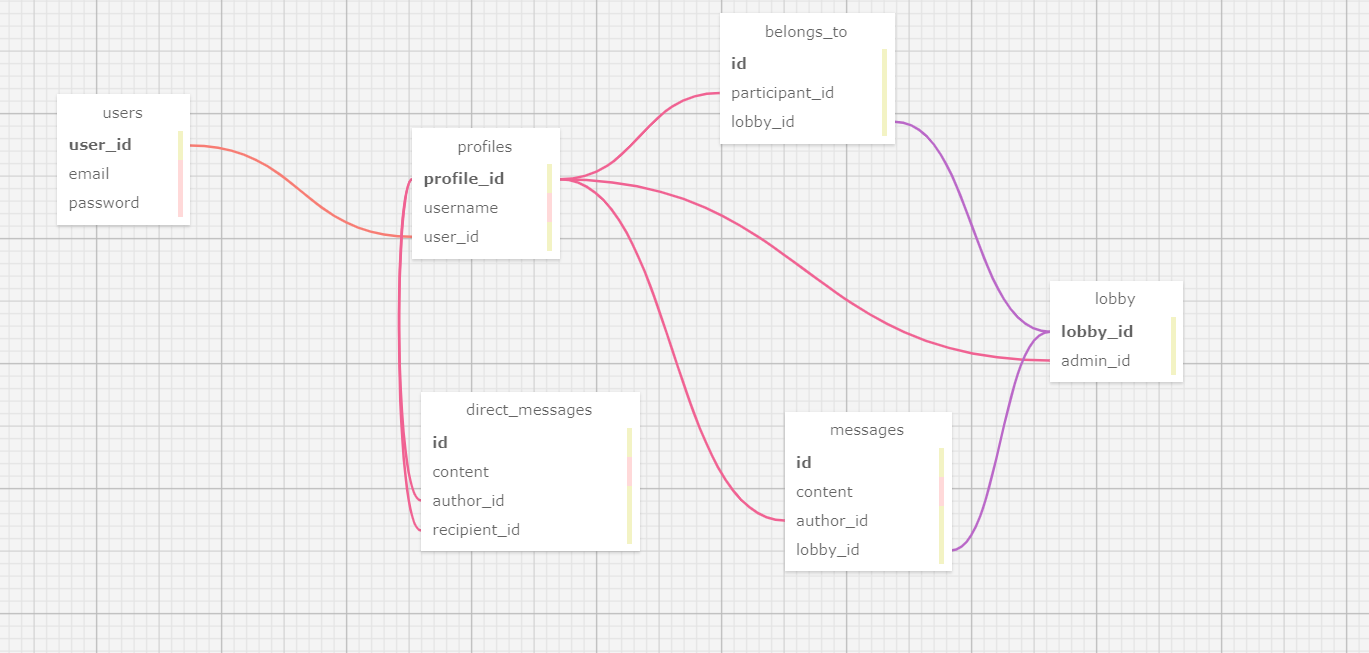 users
user_id
email
password
profiles
profile_id
username
user_id
belongs_to
id
participant_id
lobby_id
lobby
lobby_id
admin_id
direct_messages
id
content
author_id
recipient_id
messages
id
content
author_id
lobby_id